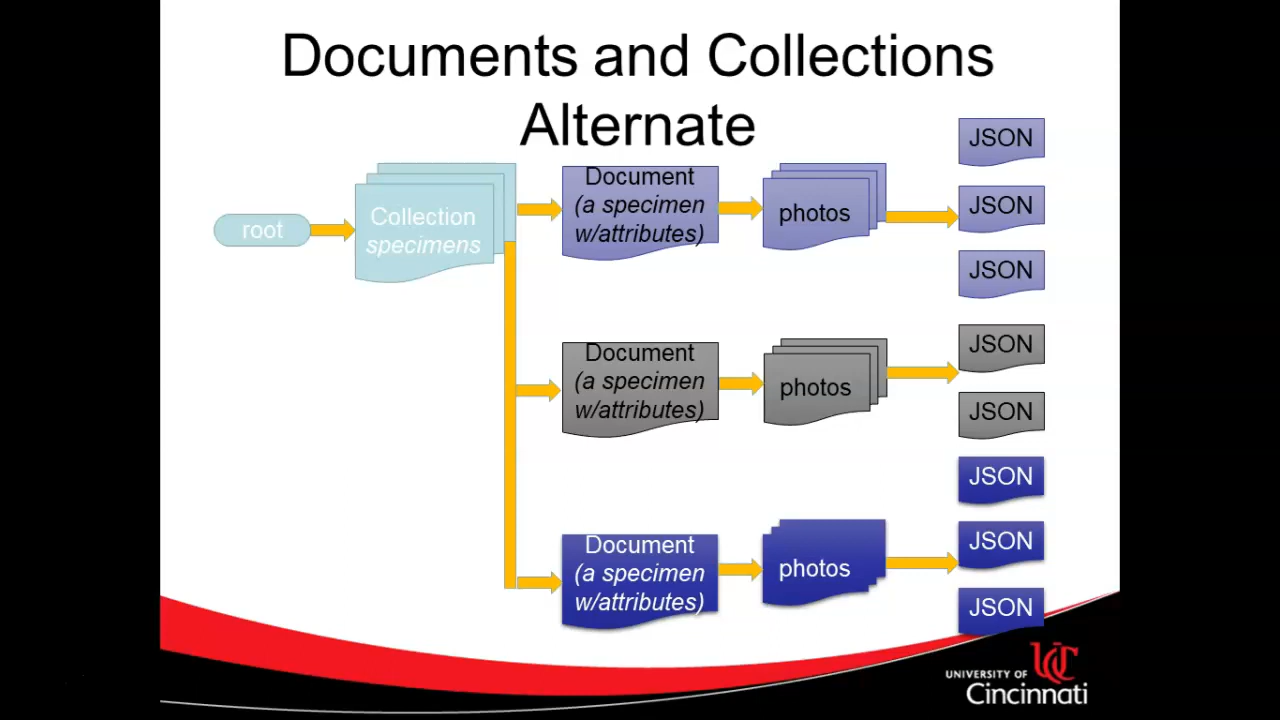 Documents and Collections
Alternate
root
Collection
specimens
Document
(a specimen
w/attributes)
photos
JSON
JSON
JSON
Document
(a specimen
w/attributes)
photos
JSON
JSON
Document
(a specimen
w/attributes)
photos
JSON
JSON
JSON
UNIVERSITY OF
Cincinnati